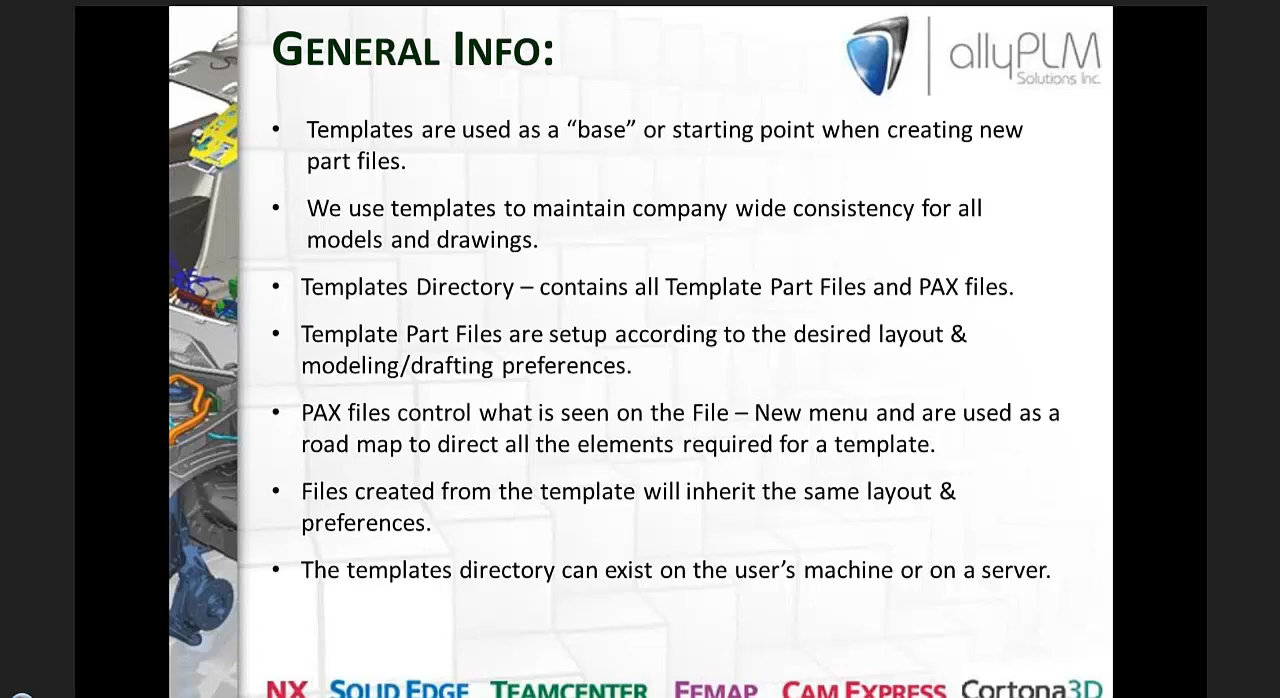 GENERAL INFO:
allyPLM
Solutions Inc.
• Templates are used as a “base” or starting point when creating new
part files.
• We use templates to maintain company wide consistency for all
models and drawings.
• Templates Directory – contains all Template Part Files and PAX files.
• Template Part Files are setup according to the desired layout &
modeling/drafting preferences.
• PAX files control what is seen on the File – New menu and are used as a
road map to direct all the elements required for a template.
• Files created from the template will inherit the same layout &
preferences.
• The templates directory can exist on the user’s machine or on a server.
NX SOLID EDGE TEAMCENTER FEMAP CAM EXPRESS Cortona3D